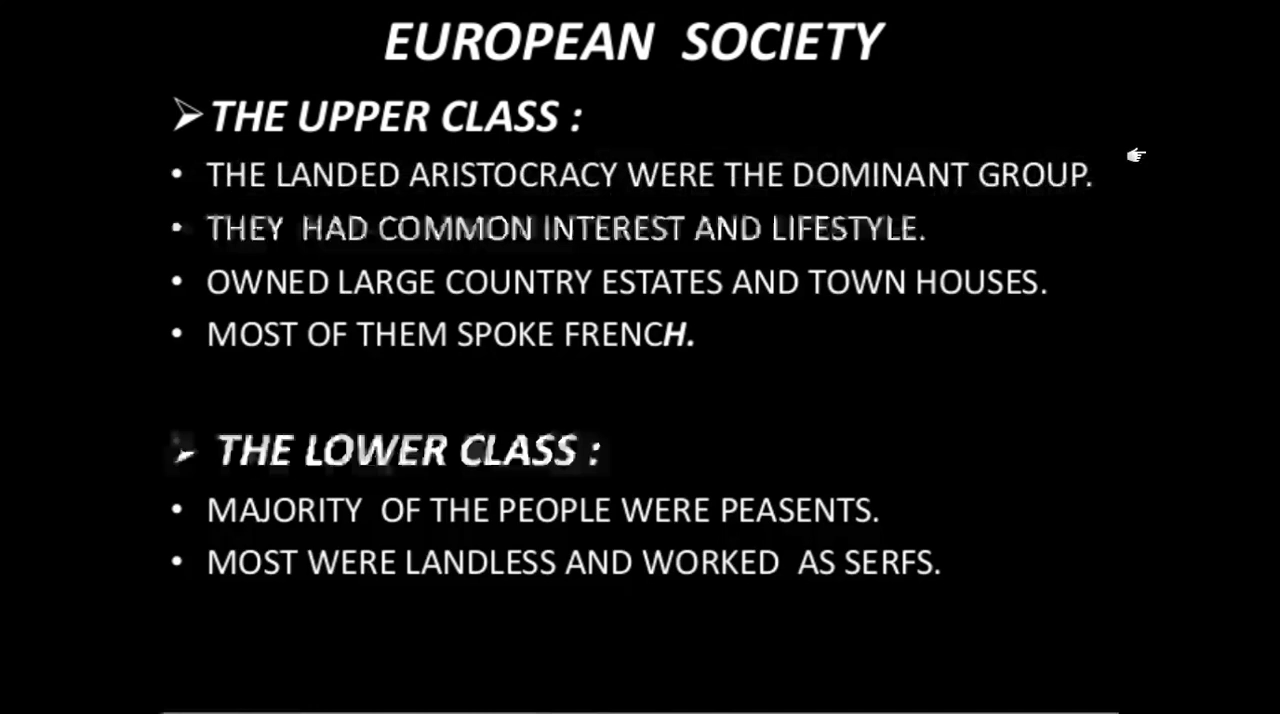 EUROPEAN SOCIETY
➢ THE UPPER CLASS :
• THE LANDED ARISTOCRACY WERE THE DOMINANT GROUP.
• THEY HAD COMMON INTEREST AND LIFESTYLE.
• OWNED LARGE COUNTRY ESTATES AND TOWN HOUSES.
• MOST OF THEM SPOKE FRENCH.
➢ THE LOWER CLASS :
• MAJORITY OF THE PEOPLE WERE PEASENTS.
• MOST WERE LANDLESS AND WORKED AS SERFS.